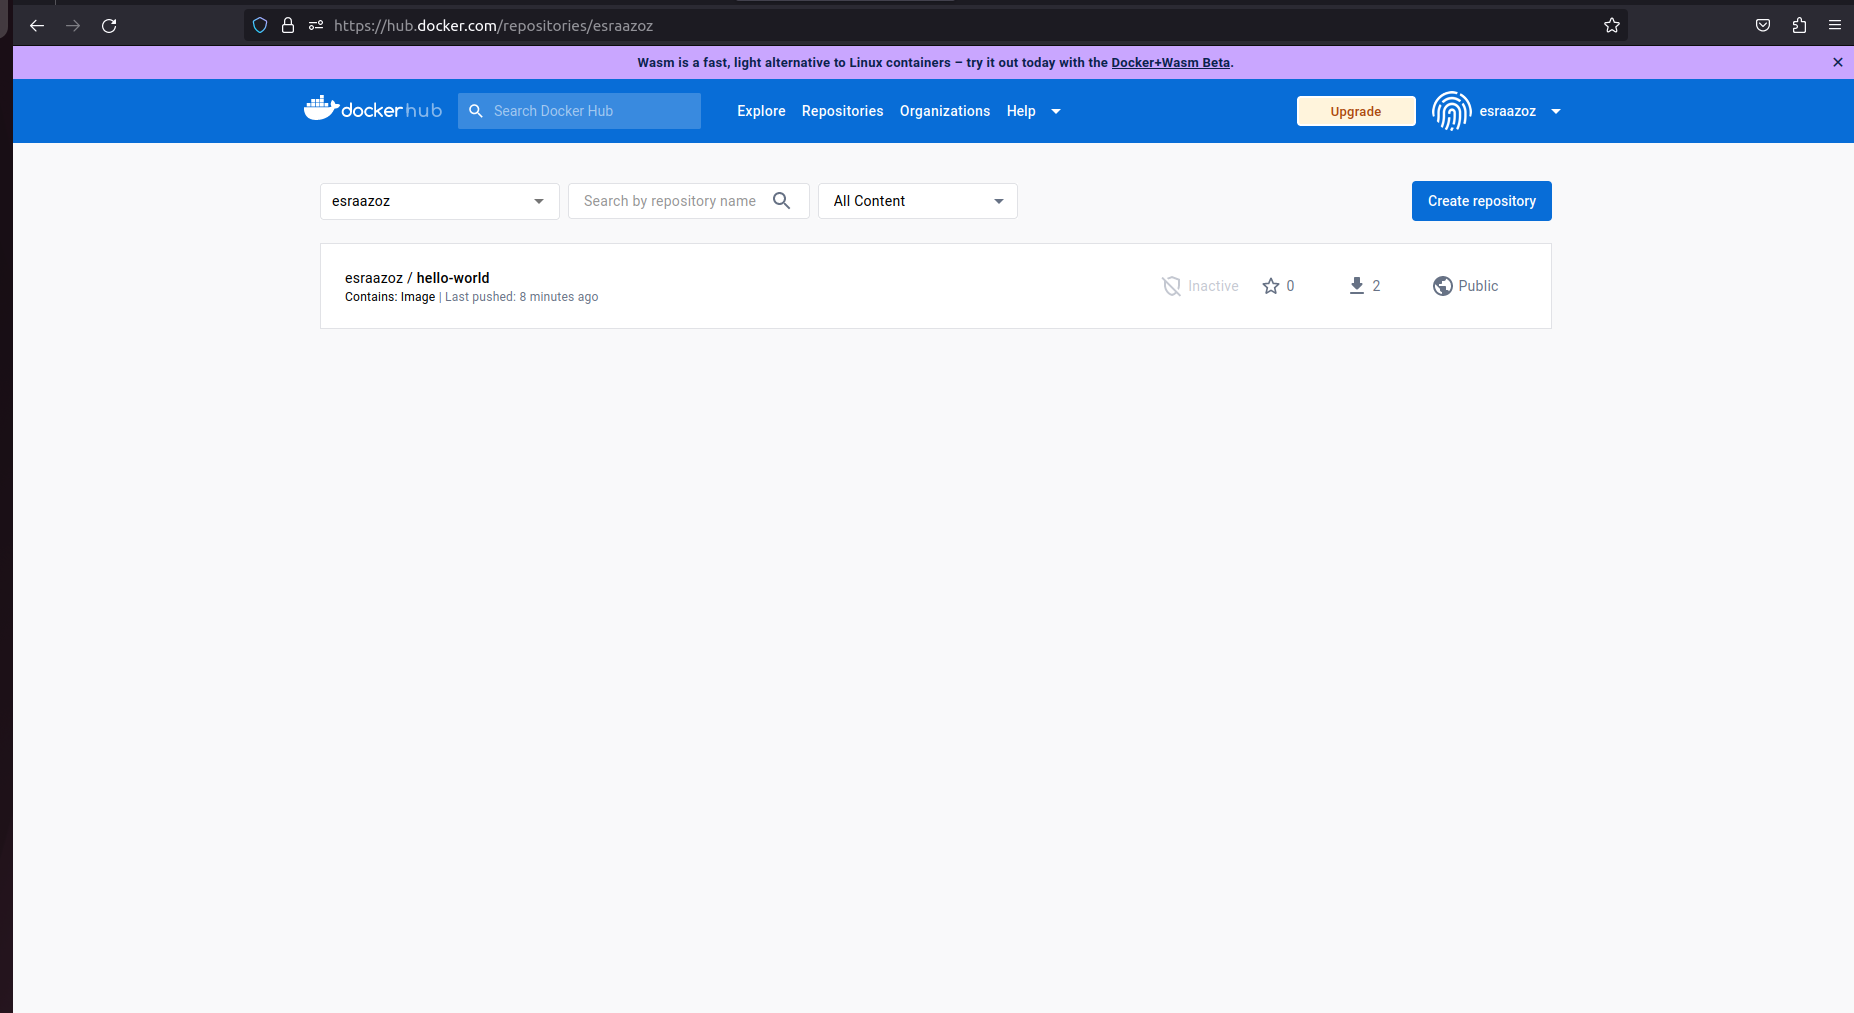 https://hub.docker.com/repositories/esraazoz
Wasm is a fast, light alternative to Linux containers – try it out today with the Docker+Wasm Beta.
docker hub Search Docker Hub Explore Repositories Organizations Help Upgrade esraazoz
esraazoz Search by repository name All Content Create repository
esraazoz / hello-world
Contains: Image | Last pushed: 8 minutes ago
Inactive 0 2 Public